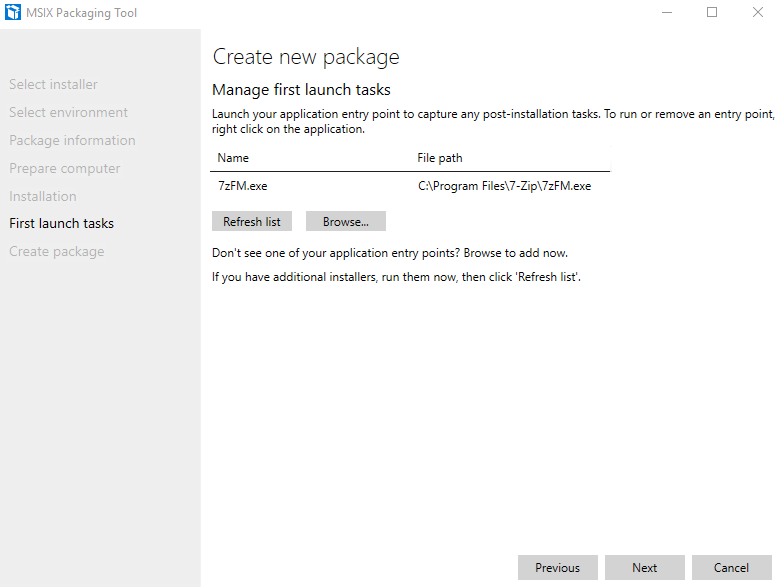 MSIX Packaging Tool
Select installer
Select environment
Package information
Prepare computer
Installation
First launch tasks
Create package
Create new package
Manage first launch tasks
Launch your application entry point to capture any post-installation tasks. To run or remove an entry point,
right click on the application.
Name File path
7zFM.exe C:\Program Files\7-Zip\7zFM.exe
Refresh list Browse...
Don't see one of your application entry points? Browse to add now.
If you have additional installers, run them now, then click 'Refresh list'.
Previous Next Cancel